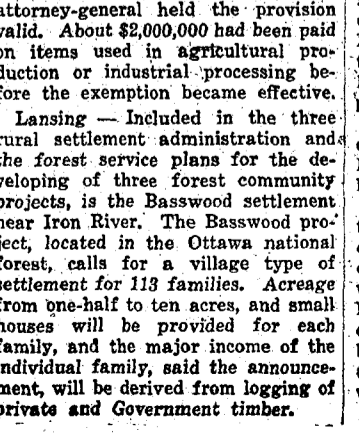 attorney-general held the provision
valid. About $2,000,000 had been paid
on items used in agricultural pro-
duction or industrial processing be-
fore the exemption became effective.
Lansing — Included in the three
rural settlement administration and
the forest service plans for the de-
veloping of three forest community
projects, is the Basswood settlement
near Iron River. The Basswood pro-
ject, located in the Ottawa national
forest, calls for a village type of
settlement for 113 families. Acreage
from one-half to ten acres, and small
houses will be provided for each
family, and the major income of the
individual family, said the announce-
ment, will be derived from logging of
private and Government timber.